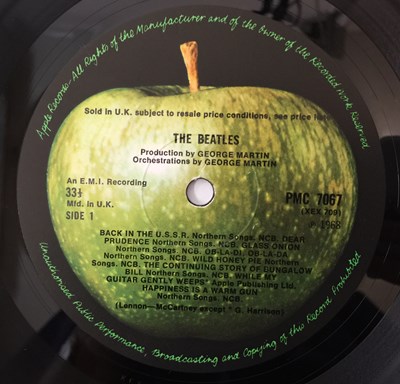 Apple Records-All Rights of the Manufacturer and of the Owner of the Recorded Work Reserved
Sold in U.K. subject to resale price conditions, see price
THE BEATLES
Production by GEORGE MARTIN
Orchestrations by GEORGE MARTIN
An E.M.I. Recording
33⅓
Mfd. in U.K.
SIDE 1
PMC 7067
(XEX 709)
℗ 1968
BACK IN THE U.S.S.R. Northern Songs. NCB. DEAR
PRUDENCE Northern Songs. NCB. GLASS ONION
Northern Songs. NCB. OB-LA-DI, OB-LA-DA
Northern Songs. NCB. WILD HONEY PIE Northern
Songs. NCB. THE CONTINUING STORY OF BUNGALOW
BILL Northern Songs. NCB. WHILE MY
GUITAR GENTLY WEEPS* Apple Publishing Ltd.
HAPPINESS IS A WARM GUN
Northern Songs. NCB
(Lennon—McCartney except * G. Harrison)
Unauthorised Public Performance, Broadcasting and Copying of this Record Prohibited